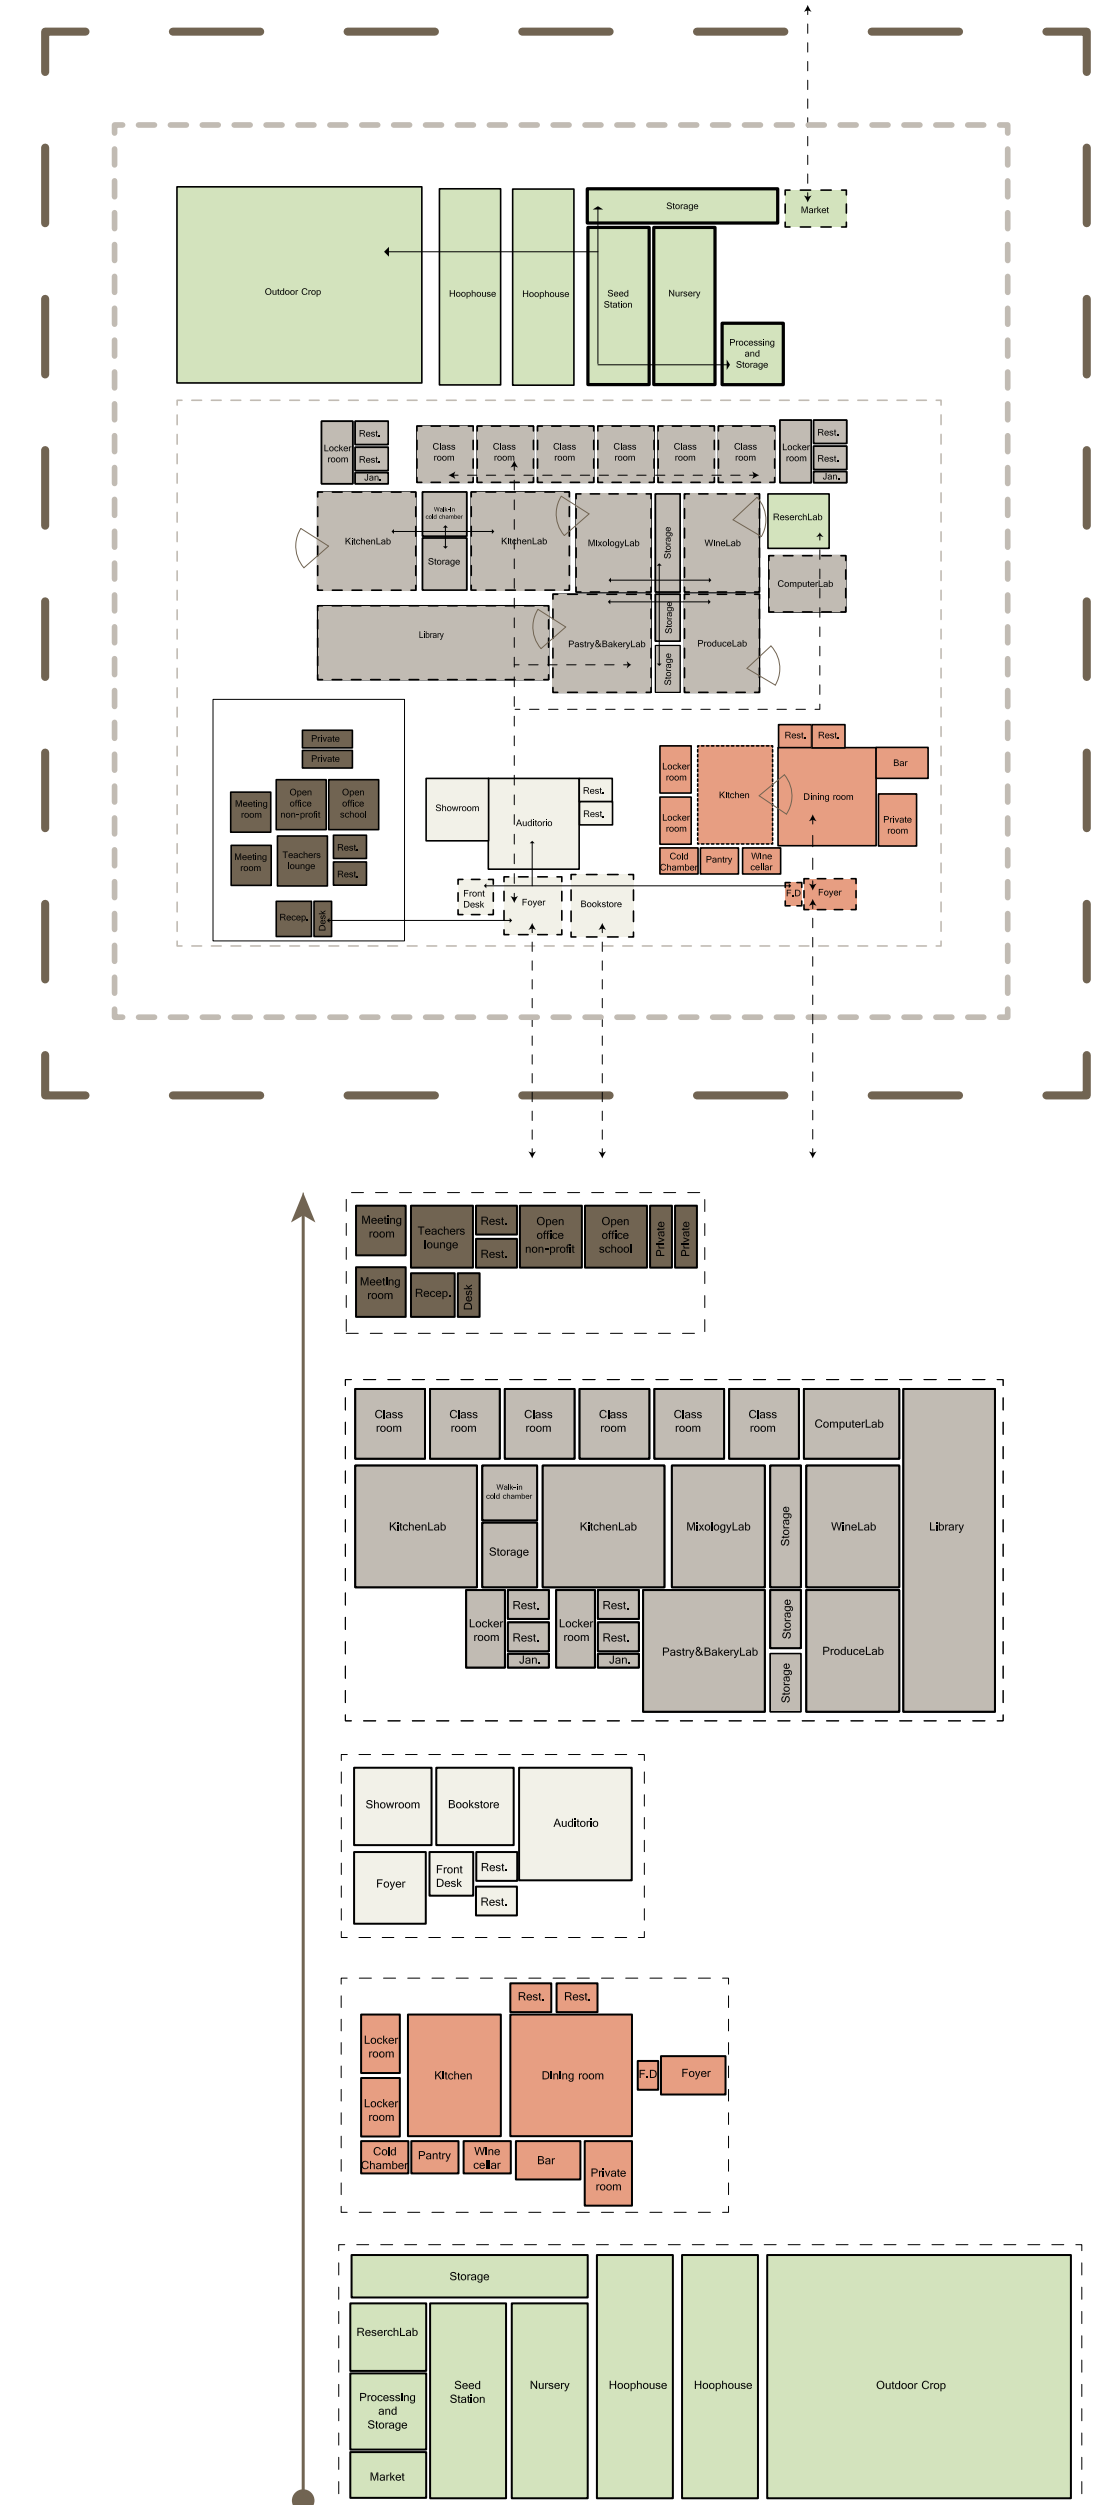 Storage
Market
Outdoor Crop
Hoophouse
Hoophouse
Seed
Station
Nursery
Processing
and
Storage
Locker
room
Rest.
Rest.
Jan.
Class
room
Class
room
Class
room
Class
room
Class
room
Class
room
Locker
room
Rest.
Rest.
Jan.
KitchenLab
Walk-in
cold chamber
Storage
KitchenLab
MixologyLab
Storage
WineLab
ReserchLab
ComputerLab
Library
Pastry&BakeryLab
Storage
Storage
ProduceLab
Private
Private
Meeting
room
Open
office
non-profit
Open
office
school
Meeting
room
Teachers
lounge
Rest.
Rest.
Recep.
Desk
Showroom
Auditorio
Rest.
Rest.
Front
Desk
Foyer
Bookstore
Locker
room
Locker
room
Kitchen
Rest.
Rest.
Dining room
Bar
Private
room
Cold
Chamber
Pantry
Wine
cellar
F.D
Foyer
Meeting
room
Teachers
lounge
Rest.
Rest.
Open
office
non-profit
Open
office
school
Private
Private
Meeting
room
Recep.
Desk
Class
room
Class
room
Class
room
Class
room
Class
room
Class
room
ComputerLab
Library
KitchenLab
Walk-in
cold chamber
Storage
KitchenLab
MixologyLab
Storage
WineLab
Locker
room
Rest.
Rest.
Jan.
Locker
room
Rest.
Rest.
Jan.
Pastry&BakeryLab
Storage
Storage
ProduceLab
Showroom
Bookstore
Auditorio
Foyer
Front
Desk
Rest.
Rest.
Rest.
Rest.
Locker
room
Locker
room
Kitchen
Dining room
F.D
Foyer
Cold
Chamber
Pantry
Wine
cellar
Bar
Private
room
Storage
ReserchLab
Processing
and
Storage
Market
Seed
Station
Nursery
Hoophouse
Hoophouse
Outdoor Crop